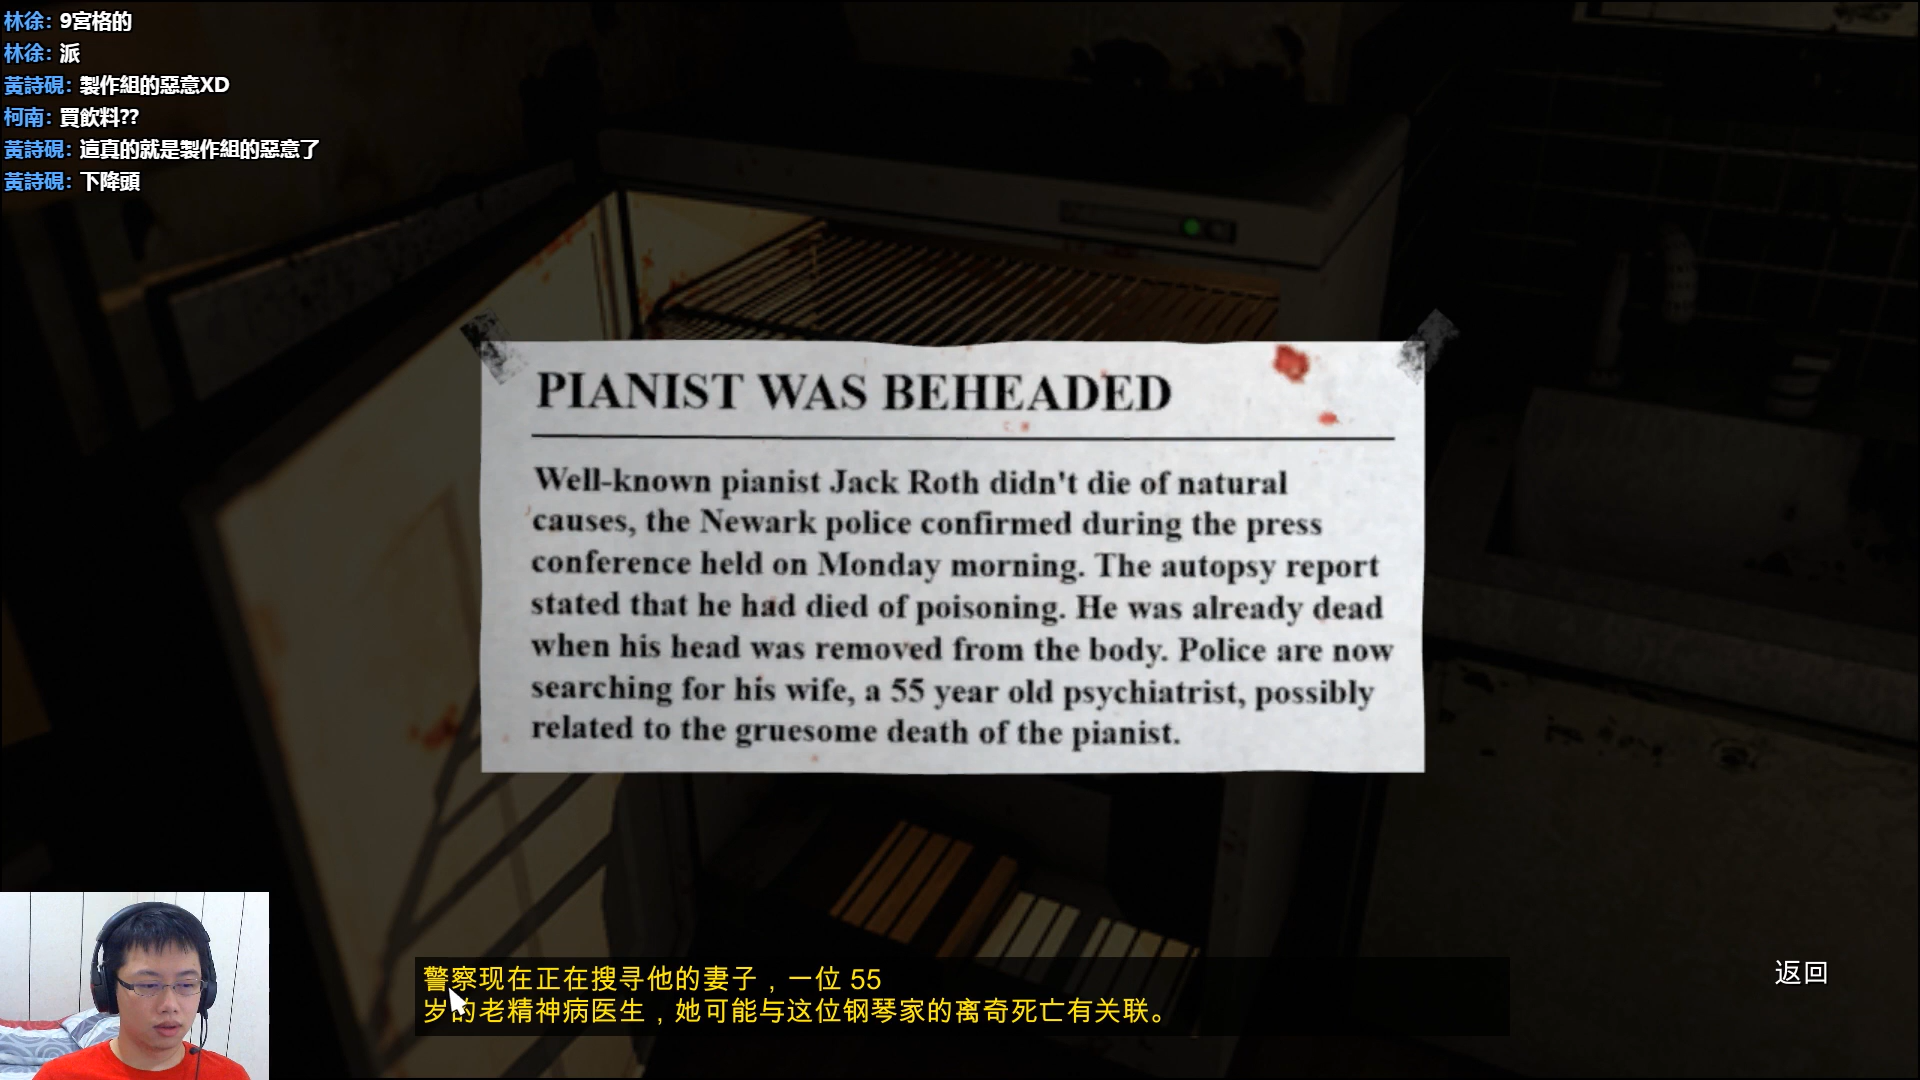 林徐: 9宮格的
林徐: 派
黃詩硯: 製作組的惡意XD
柯南: 買飲料??
黃詩硯: 這真的就是製作組的惡意了
黃詩硯: 下降頭
PIANIST WAS BEHEADED
Well-known pianist Jack Roth didn't die of natural
causes, the Newark police confirmed during the press
conference held on Monday morning. The autopsy report
stated that he had died of poisoning. He was already dead
when his head was removed from the body. Police are now
searching for his wife, a 55 year old psychiatrist, possibly
related to the gruesome death of the pianist.
警察现在正在搜寻他的妻子，一位 55
岁的老精神病医生，她可能与这位钢琴家的离奇死亡有关联。
返回